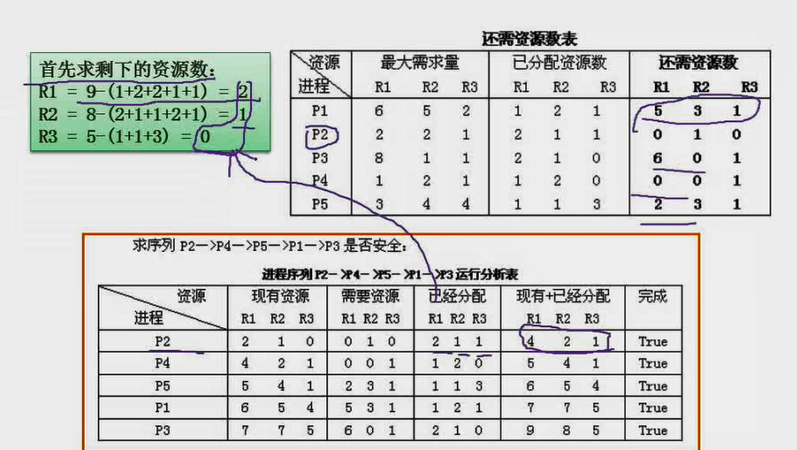 还需资源数表
首先求剩下的资源数:
R1 = 9-(1+2+2+1+1) = 2
R2 = 8-(2+1+1+2+1) = 1
R3 = 5-(1+1+3) = 0
资源 最大需求量 已分配资源数 还需资源数
进程 R1 R2 R3 R1 R2 R3 R1 R2 R3
P1 6 5 2 1 2 1 5 3 1
P2 2 2 1 2 1 1 0 1 0
P3 8 1 1 2 1 0 6 0 1
P4 1 2 1 1 2 0 0 0 1
P5 3 4 4 1 1 3 2 3 1
求序列 P2—>P4—>P5—>P1—>P3 是否安全:
进程序列 P2->P4->P5->P1->P3 运行分析表
资源 现有资源 需要资源 已经分配 现有+已经分配 完成
进程 R1 R2 R3 R1 R2 R3 R1 R2 R3 R1 R2 R3
P2 2 1 0 0 1 0 2 1 1 4 2 1 True
P4 4 2 1 0 0 1 1 2 0 5 4 1 True
P5 5 4 1 2 3 1 1 1 3 6 5 4 True
P1 6 5 4 5 3 1 1 2 1 7 7 5 True
P3 7 7 5 6 0 1 2 1 0 9 8 5 True